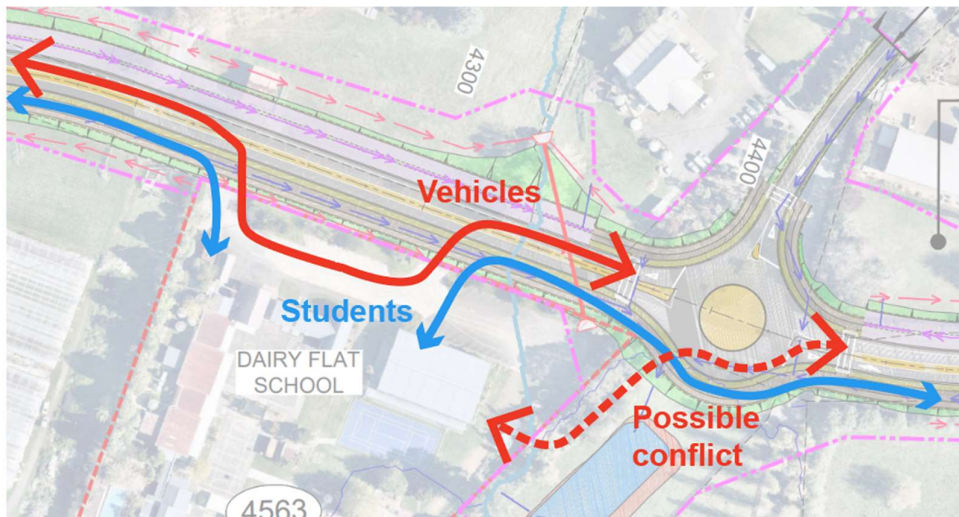 4300
4400
Vehicles
Students
DAIRY FLAT
SCHOOL
Possible
conflict
4563